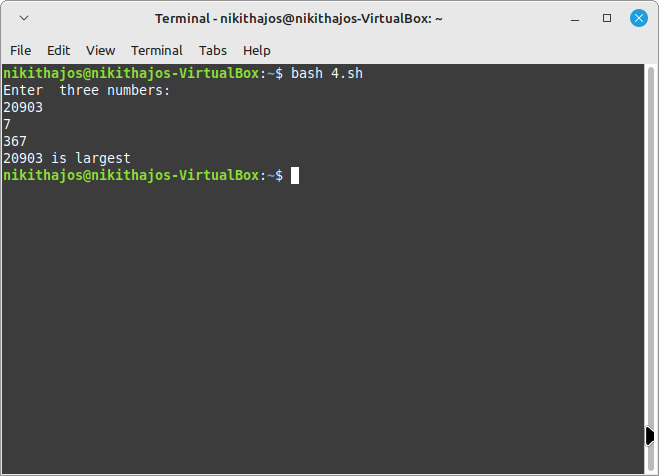 Terminal - nikithajos@nikithajos-VirtualBox: ~
File Edit View Terminal Tabs Help
nikithajos@nikithajos-VirtualBox:~$ bash 4.sh
Enter  three numbers:
20903
7
367
20903 is largest
nikithajos@nikithajos-VirtualBox:~$